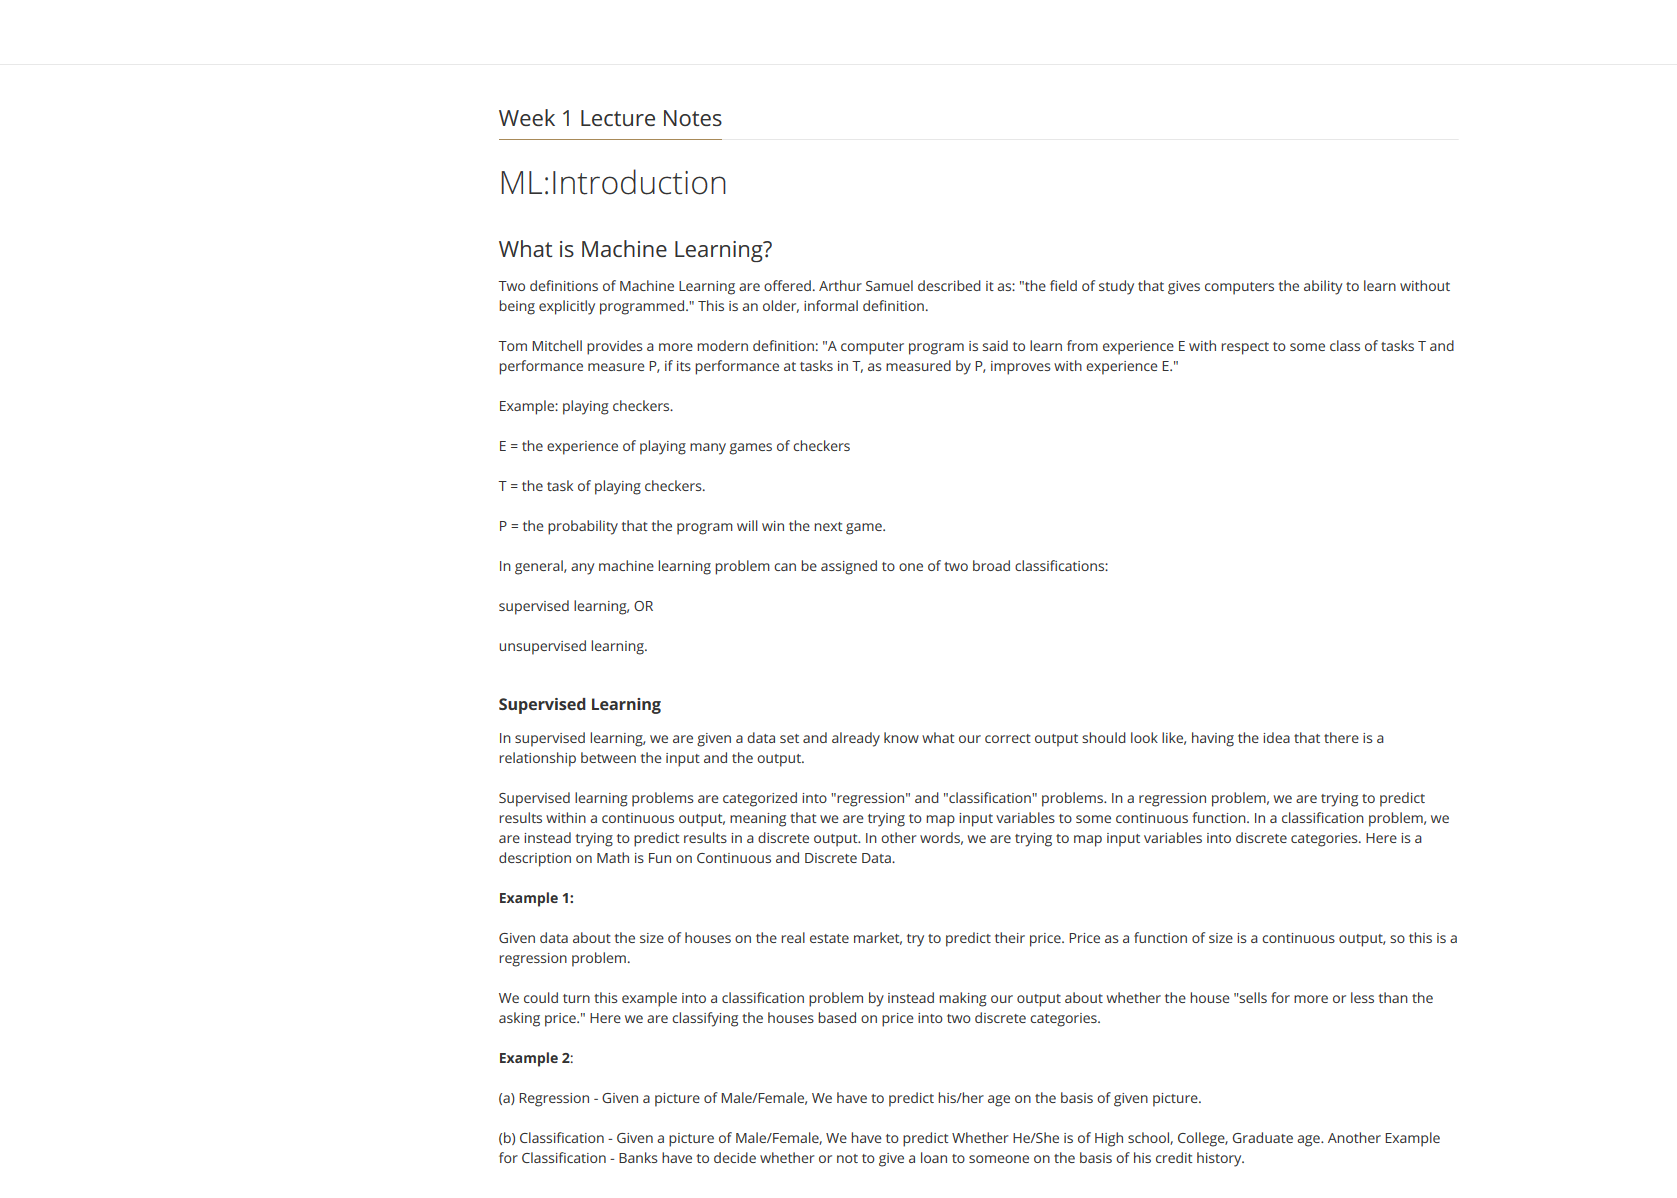 Week 1 Lecture Notes
ML:Introduction
What is Machine Learning?
Two definitions of Machine Learning are offered. Arthur Samuel described it as: "the field of study that gives computers the ability to learn without
being explicitly programmed." This is an older, informal definition.
Tom Mitchell provides a more modern definition: "A computer program is said to learn from experience E with respect to some class of tasks T and
performance measure P, if its performance at tasks in T, as measured by P, improves with experience E."
Example: playing checkers.
E = the experience of playing many games of checkers
T = the task of playing checkers.
P = the probability that the program will win the next game.
In general, any machine learning problem can be assigned to one of two broad classifications:
supervised learning, OR
unsupervised learning.
Supervised Learning
In supervised learning, we are given a data set and already know what our correct output should look like, having the idea that there is a
relationship between the input and the output.
Supervised learning problems are categorized into "regression" and "classification" problems. In a regression problem, we are trying to predict
results within a continuous output, meaning that we are trying to map input variables to some continuous function. In a classification problem, we
are instead trying to predict results in a discrete output. In other words, we are trying to map input variables into discrete categories. Here is a
description on Math is Fun on Continuous and Discrete Data.
Example 1:
Given data about the size of houses on the real estate market, try to predict their price. Price as a function of size is a continuous output, so this is a
regression problem.
We could turn this example into a classification problem by instead making our output about whether the house "sells for more or less than the
asking price." Here we are classifying the houses based on price into two discrete categories.
Example 2:
(a) Regression - Given a picture of Male/Female, We have to predict his/her age on the basis of given picture.
(b) Classification - Given a picture of Male/Female, We have to predict Whether He/She is of High school, College, Graduate age. Another Example
for Classification - Banks have to decide whether or not to give a loan to someone on the basis of his credit history.